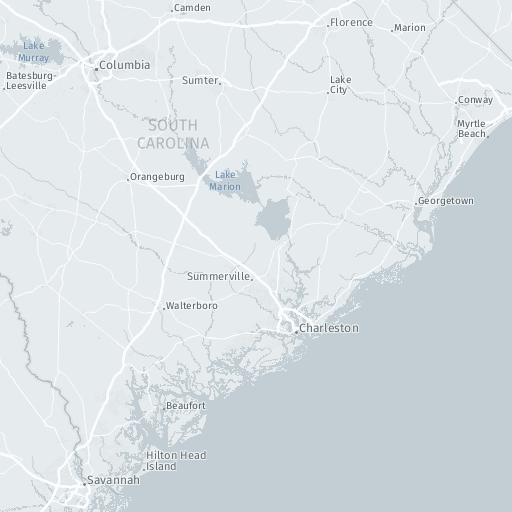 Camden
Florence
Marion
Lake
Murray
Columbia
Batesburg-
Leesville
Sumter
Lake
City
Conway
Myrtle
Beach
SOUTH
CAROLINA
Orangeburg
Lake
Marion
Georgetown
Summerville
Walterboro
Charleston
Beaufort
Hilton Head
Island
Savannah